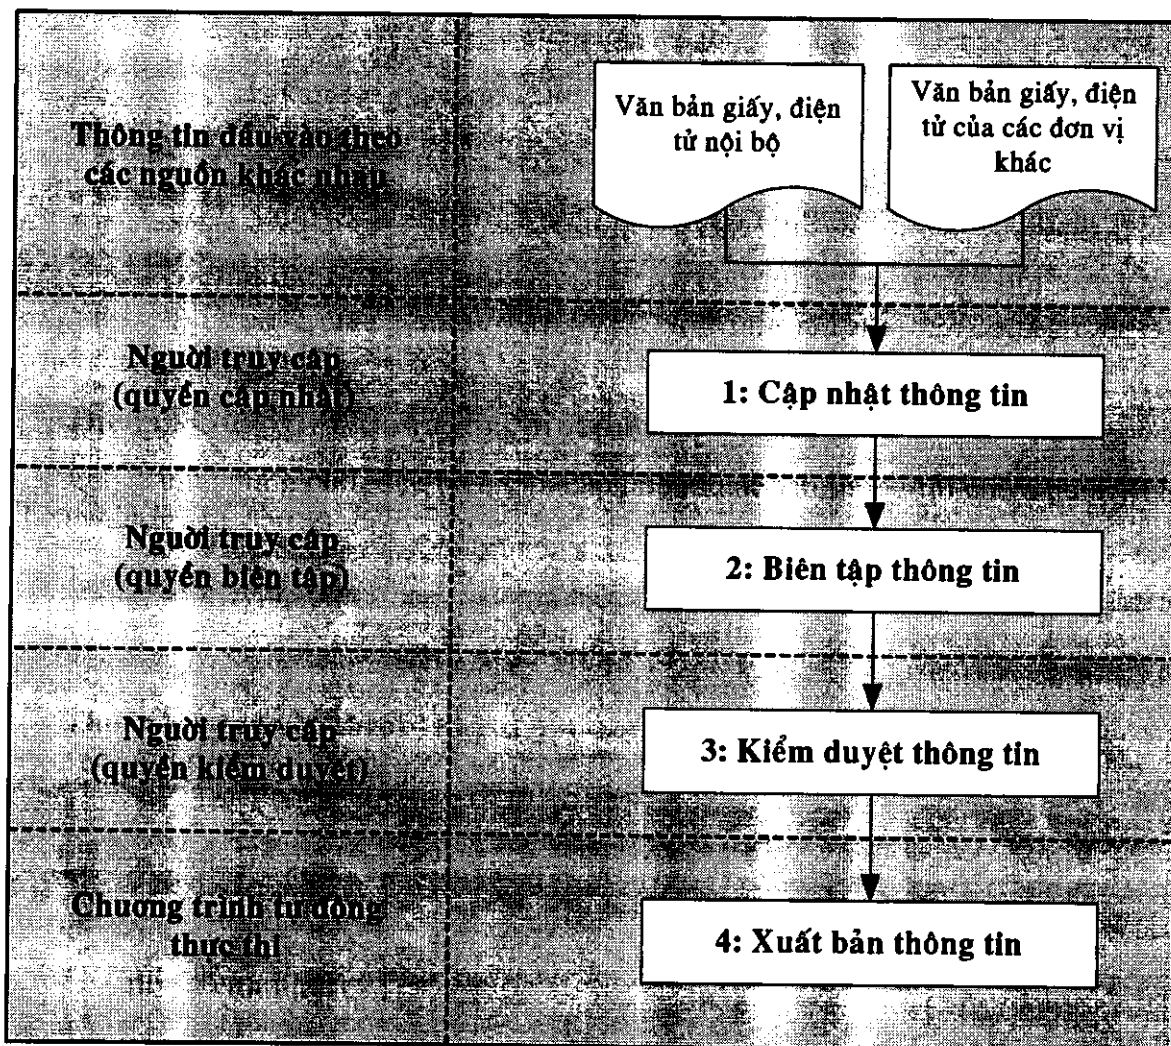 Thông tin đầu vào theo
các nguồn khác nhau
Văn bản giấy, điện
tử nội bộ
Văn bản giấy, điện
tử của các đơn vị
khác
Người truy cập
(quyền cập nhật)
1: Cập nhật thông tin
Người truy cập
(quyền biên tập)
2: Biên tập thông tin
Người truy cập
(quyền kiểm duyệt)
3: Kiểm duyệt thông tin
Chương trình tự động
thực thi
4: Xuất bản thông tin